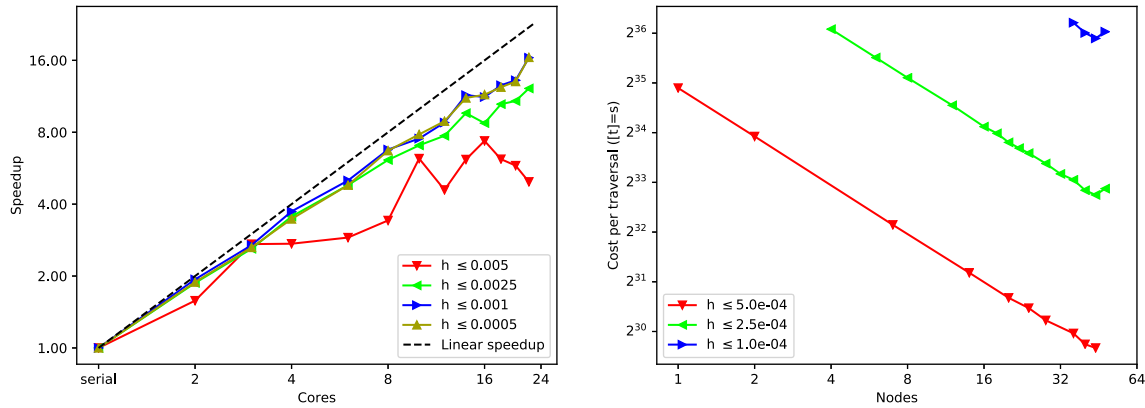 Speedup
16.00
8.00
4.00
2.00
1.00
serial
2
4
8
16
24
Cores
h ≤ 0.005
h ≤ 0.0025
h ≤ 0.001
h ≤ 0.0005
Linear speedup
Cost per traversal ([t]=s)
2^36
2^35
2^34
2^33
2^32
2^31
2^30
1
2
4
8
16
32
64
Nodes
h ≤ 5.0e-04
h ≤ 2.5e-04
h ≤ 1.0e-04